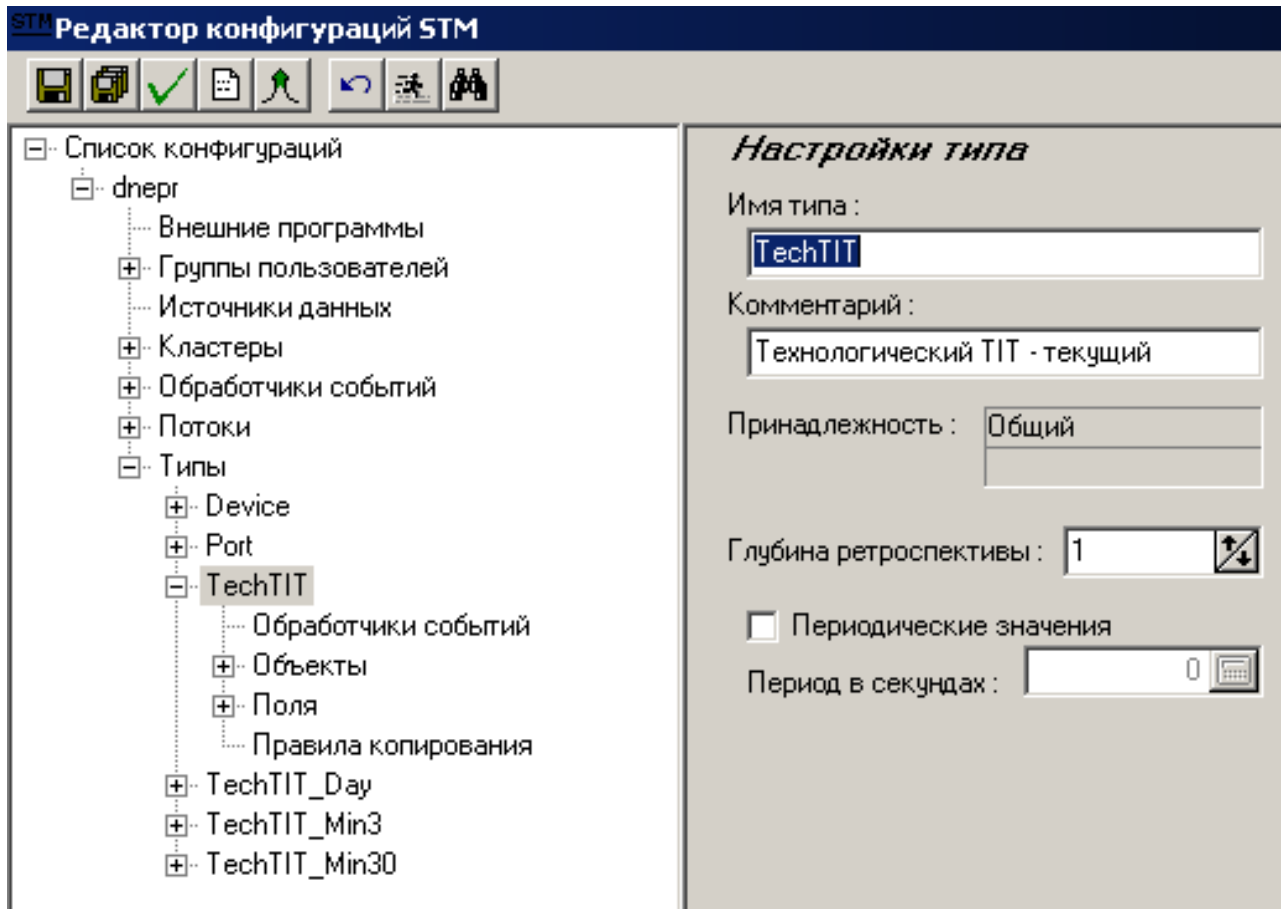 STM Редактор конфигураций STM
Список конфигураций
dnepr
Внешние программы
Группы пользователей
Источники данных
Кластеры
Обработчики событий
Потоки
Типы
Device
Port
TechTIT
Обработчики событий
Объекты
Поля
Правила копирования
TechTIT_Day
TechTIT_Min3
TechTIT_Min30
Настройки типа
Имя типа :
TechTIT
Комментарий :
Технологический TIT - текущий
Принадлежность : Общий
Глубина ретроспективы : 1
Периодические значения
Период в секундах : 0